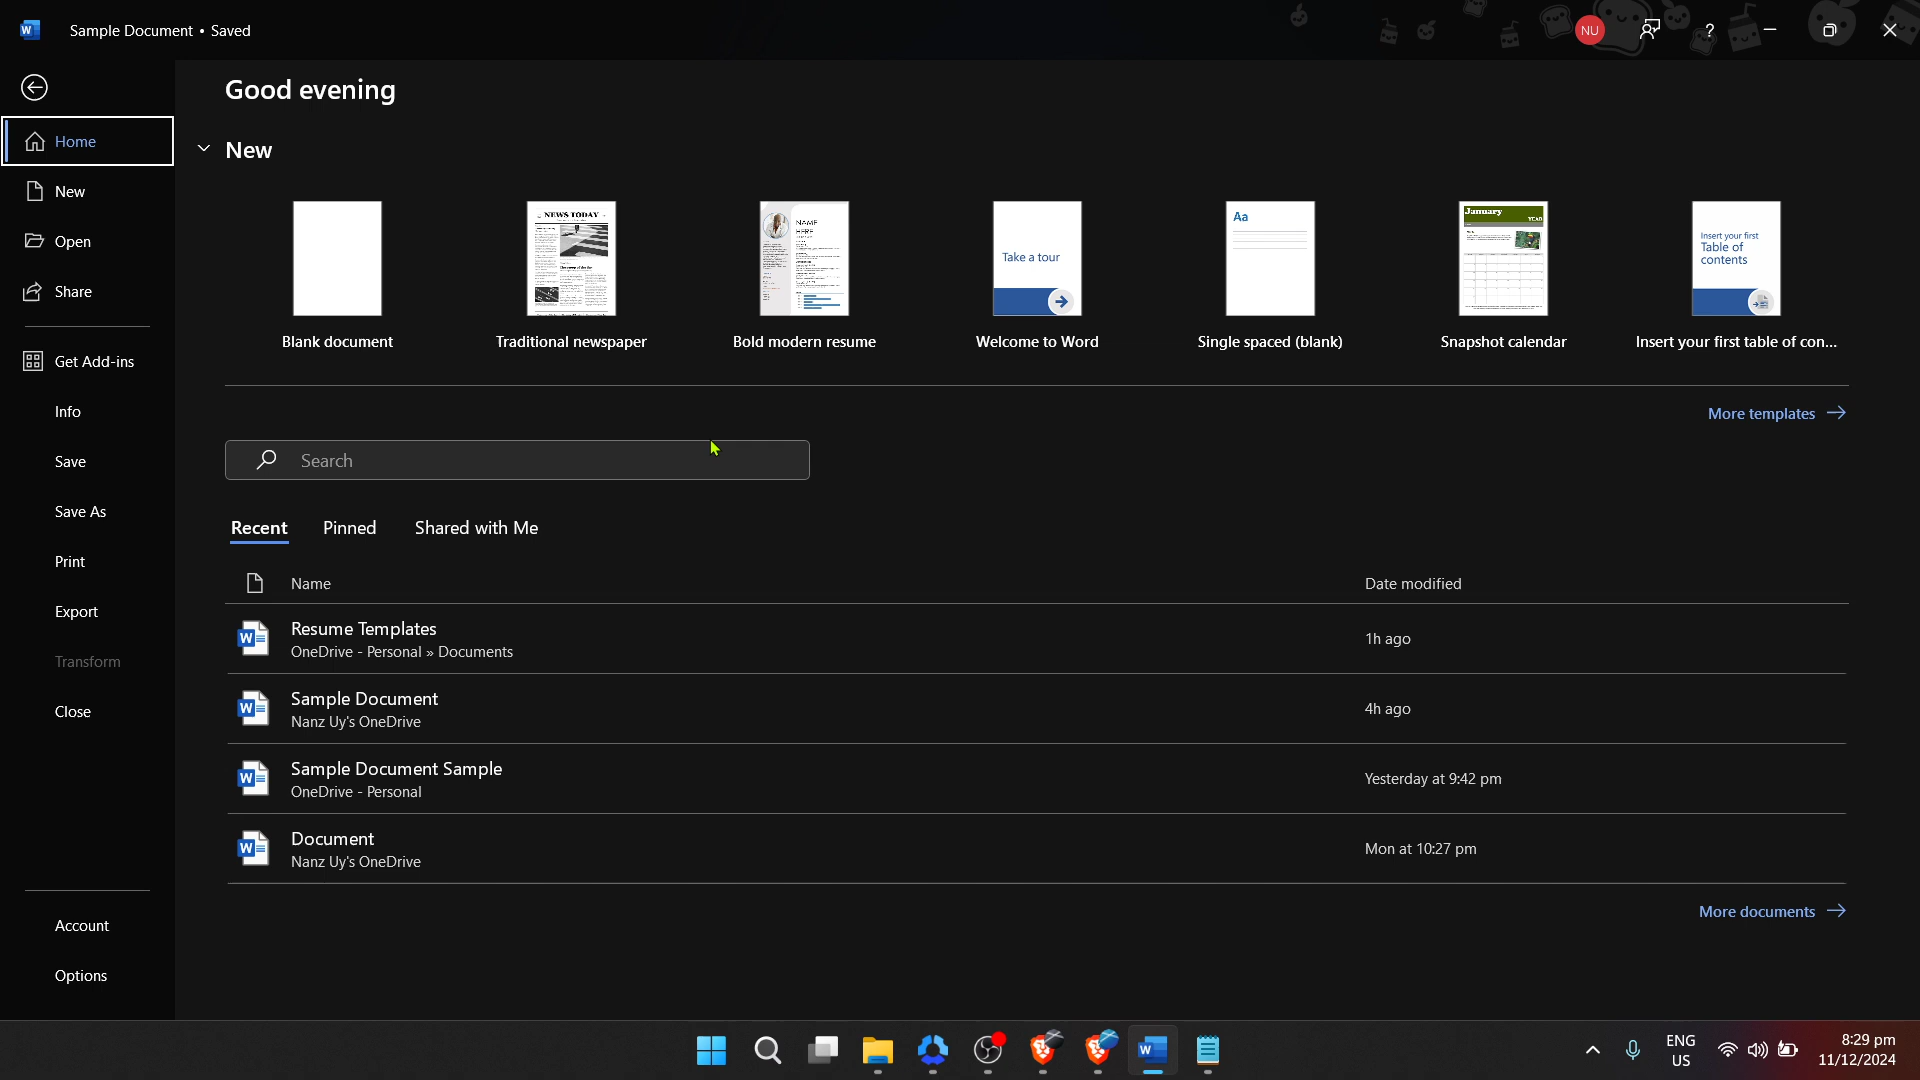 Sample Document • Saved
NU
?
Good evening
Home
New
Open
Share
Get Add-ins
Info
Save
Save As
Print
Export
Transform
Close
Account
Options
New
NEWS TODAY
NAME
HERE
Take a tour
Aa
January
YEAR
Insert your first
Table of
contents
Blank document
Traditional newspaper
Bold modern resume
Welcome to Word
Single spaced (blank)
Snapshot calendar
Insert your first table of con...
More templates
Search
Recent Pinned Shared with Me
Name Date modified
Resume Templates
OneDrive - Personal » Documents
1h ago
Sample Document
Nanz Uy's OneDrive
4h ago
Sample Document Sample
OneDrive - Personal
Yesterday at 9:42 pm
Document
Nanz Uy's OneDrive
Mon at 10:27 pm
More documents
ENG
US
8:29 pm
11/12/2024